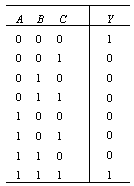 A B C Y
0 0 0 1
0 0 1 0
0 1 0 0
0 1 1 0
1 0 0 0
1 0 1 0
1 1 0 0
1 1 1 1